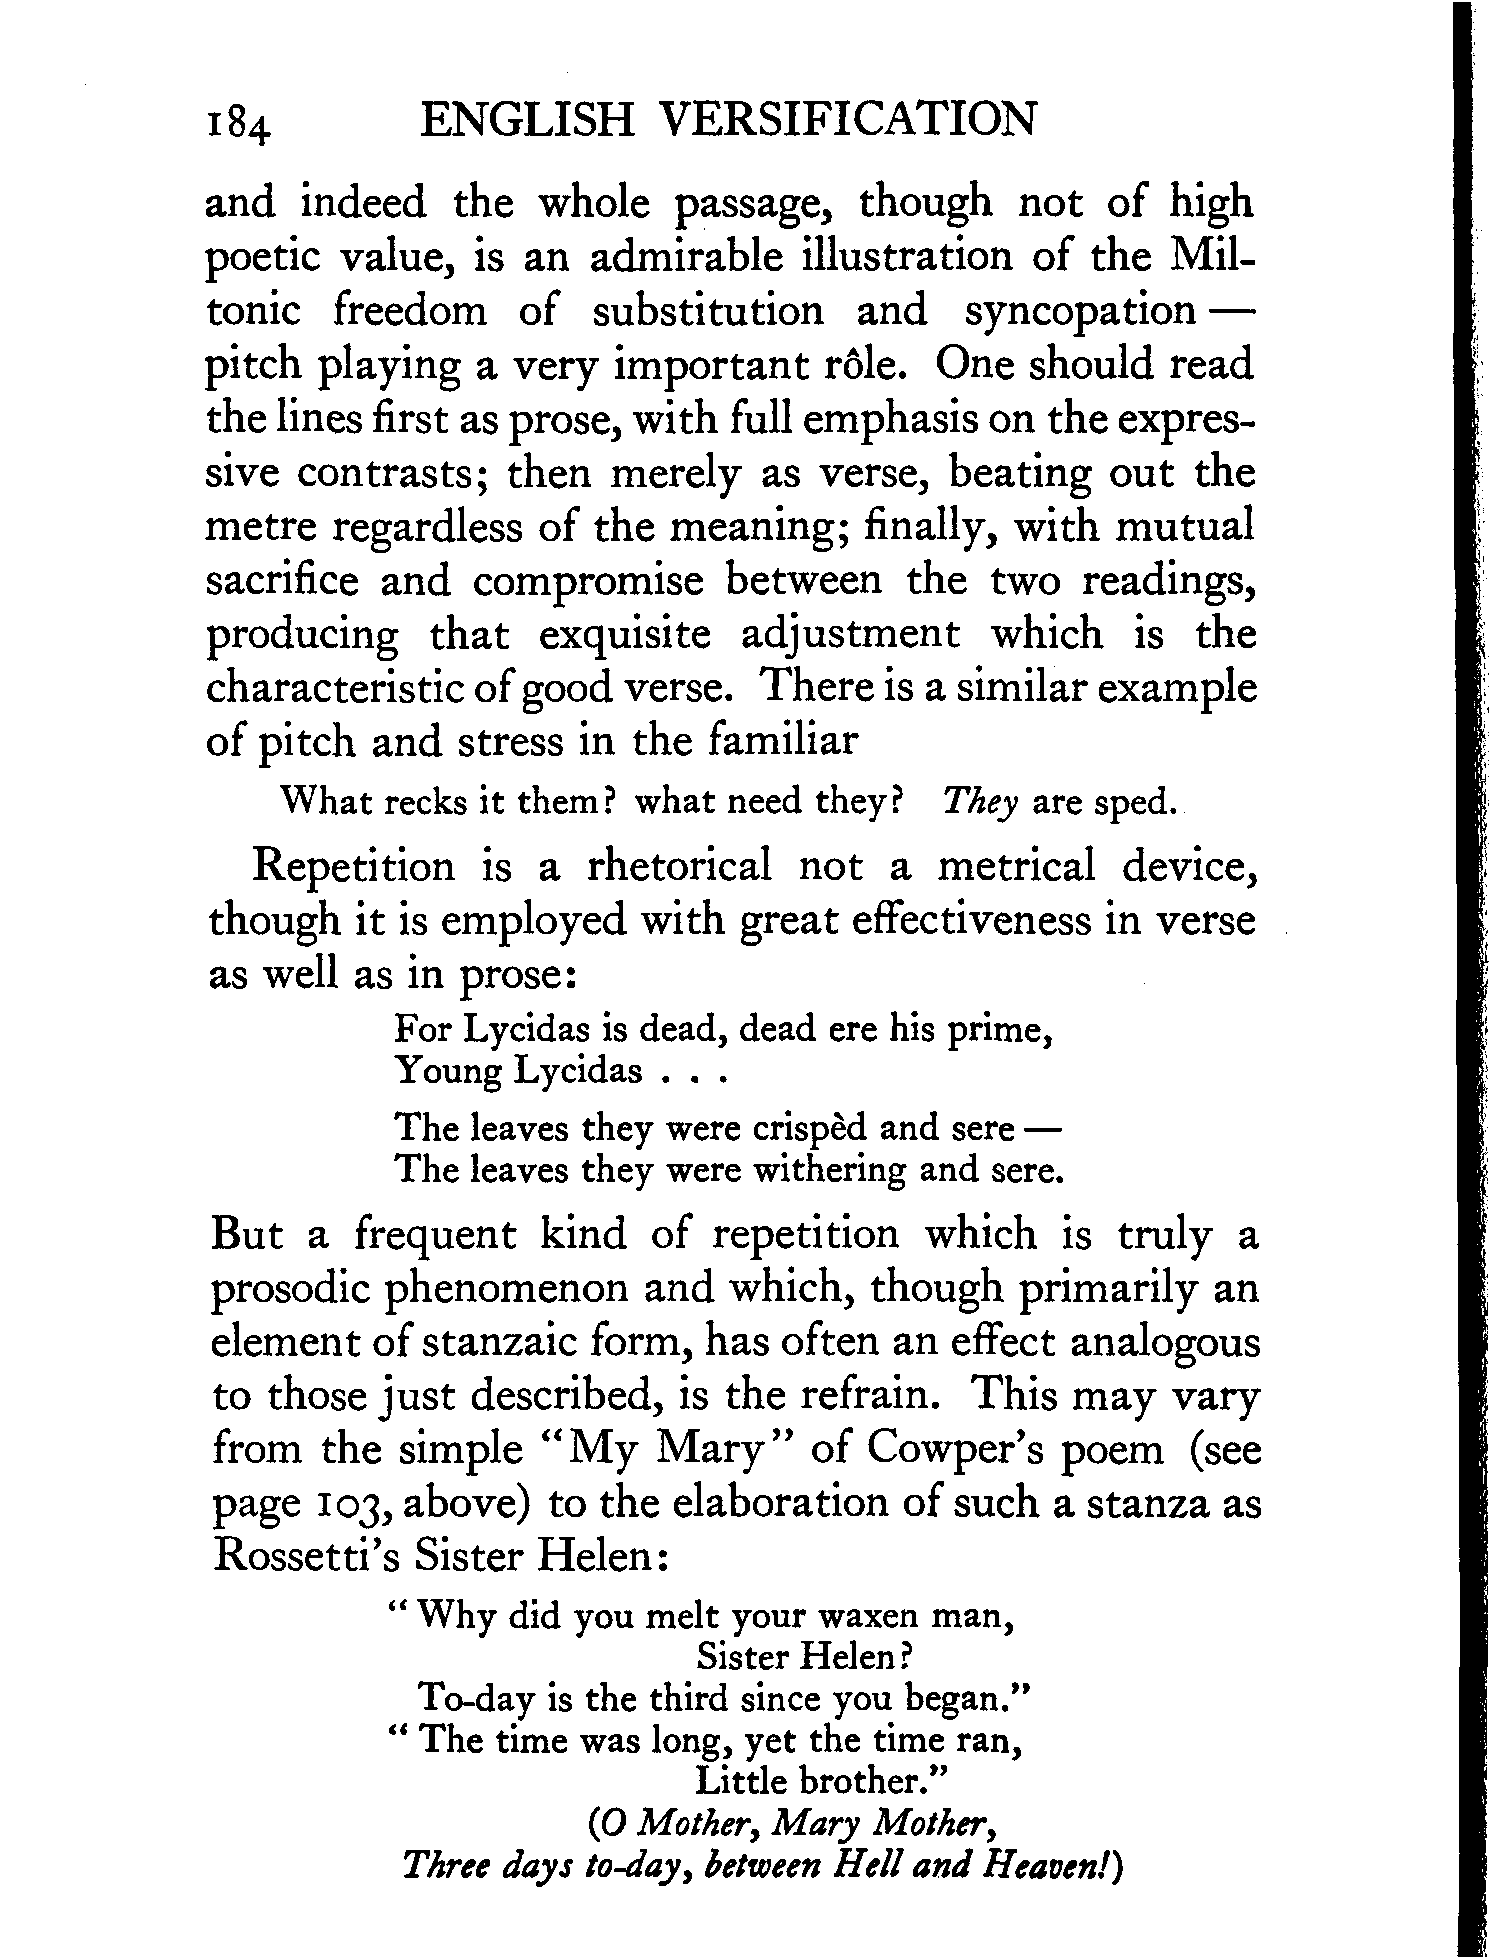 184 ENGLISH VERSIFICATION
and indeed the whole passage, though not of high
poetic value, is an admirable illustration of the Mil-
tonic freedom of substitution and syncopation —
pitch playing a very important rôle. One should read
the lines first as prose, with full emphasis on the expres-
sive contrasts; then merely as verse, beating out the
metre regardless of the meaning; finally, with mutual
sacrifice and compromise between the two readings,
producing that exquisite adjustment which is the
characteristic of good verse. There is a similar example
of pitch and stress in the familiar
What recks it them? what need they? They are sped.
Repetition is a rhetorical not a metrical device,
though it is employed with great effectiveness in verse
as well as in prose:
For Lycidas is dead, dead ere his prime,
Young Lycidas . . .
The leaves they were crispèd and sere —
The leaves they were withering and sere.
But a frequent kind of repetition which is truly a
prosodic phenomenon and which, though primarily an
element of stanzaic form, has often an effect analogous
to those just described, is the refrain. This may vary
from the simple “My Mary” of Cowper’s poem (see
page 103, above) to the elaboration of such a stanza as
Rossetti’s Sister Helen:
“Why did you melt your waxen man,
Sister Helen?
To-day is the third since you began.”
“The time was long, yet the time ran,
Little brother.”
(O Mother, Mary Mother,
Three days to-day, between Hell and Heaven!)